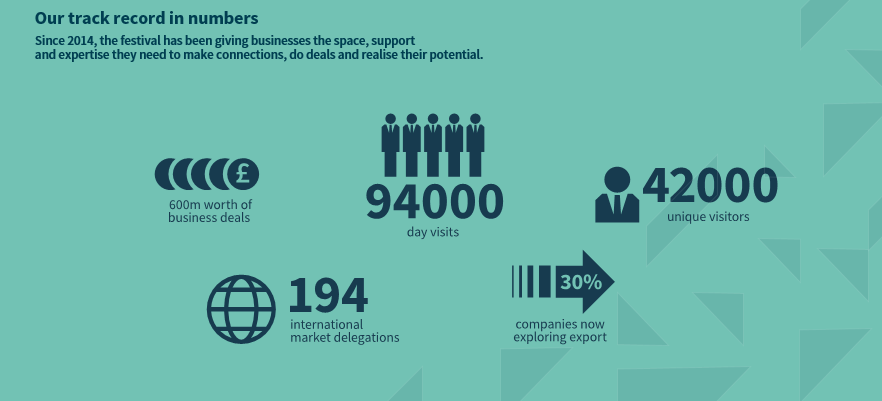 Our track record in numbers
Since 2014, the festival has been giving businesses the space, support
and expertise they need to make connections, do deals and realise their potential.
£
600m worth of
business deals
94000
day visits
42000
unique visitors
194
international
market delegations
30%
companies now
exploring export